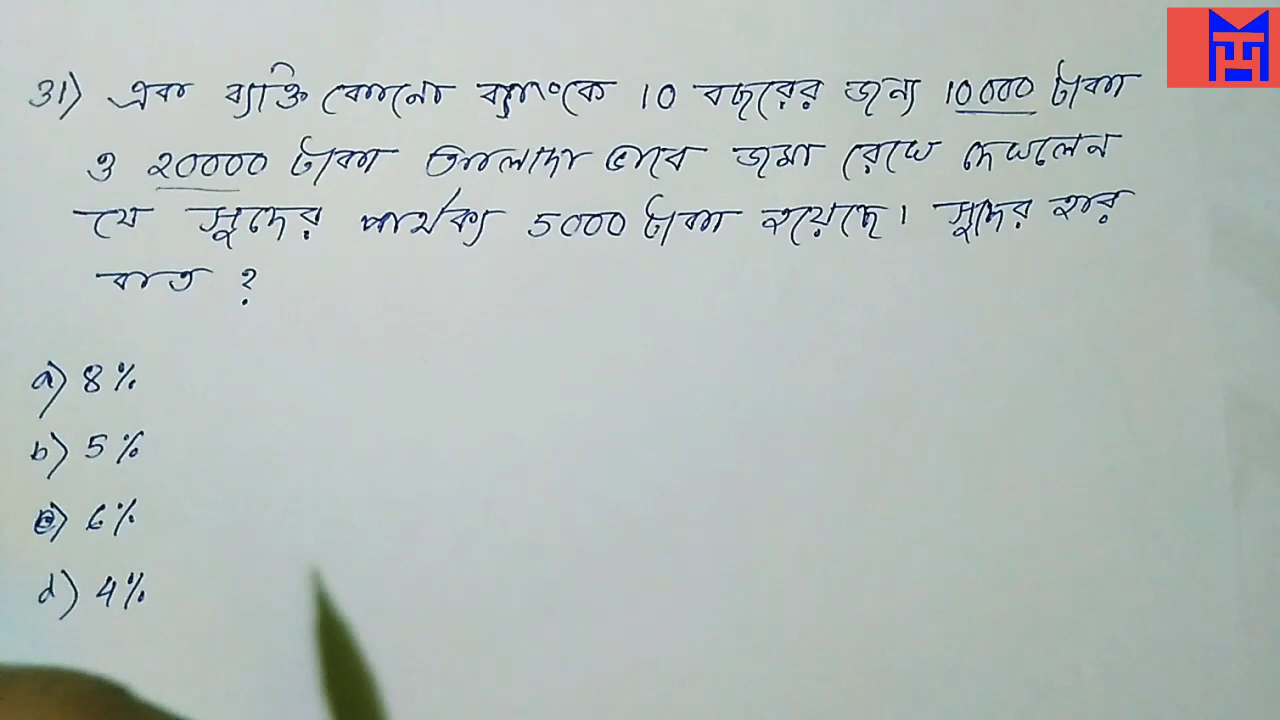 31) এক ব্যক্তি কোনো ব্যাংকে 10 বছরের জন্য 10000 টাকা
ও 20000 টাকা আলাদা ভাবে জমা রেখে দেখলেন
যে সুদের পার্থক্য 5000 টাকা হয়েছে। সুদের হার
কত ?
a) 8%
b) 5%
c) 6%
d) 4%